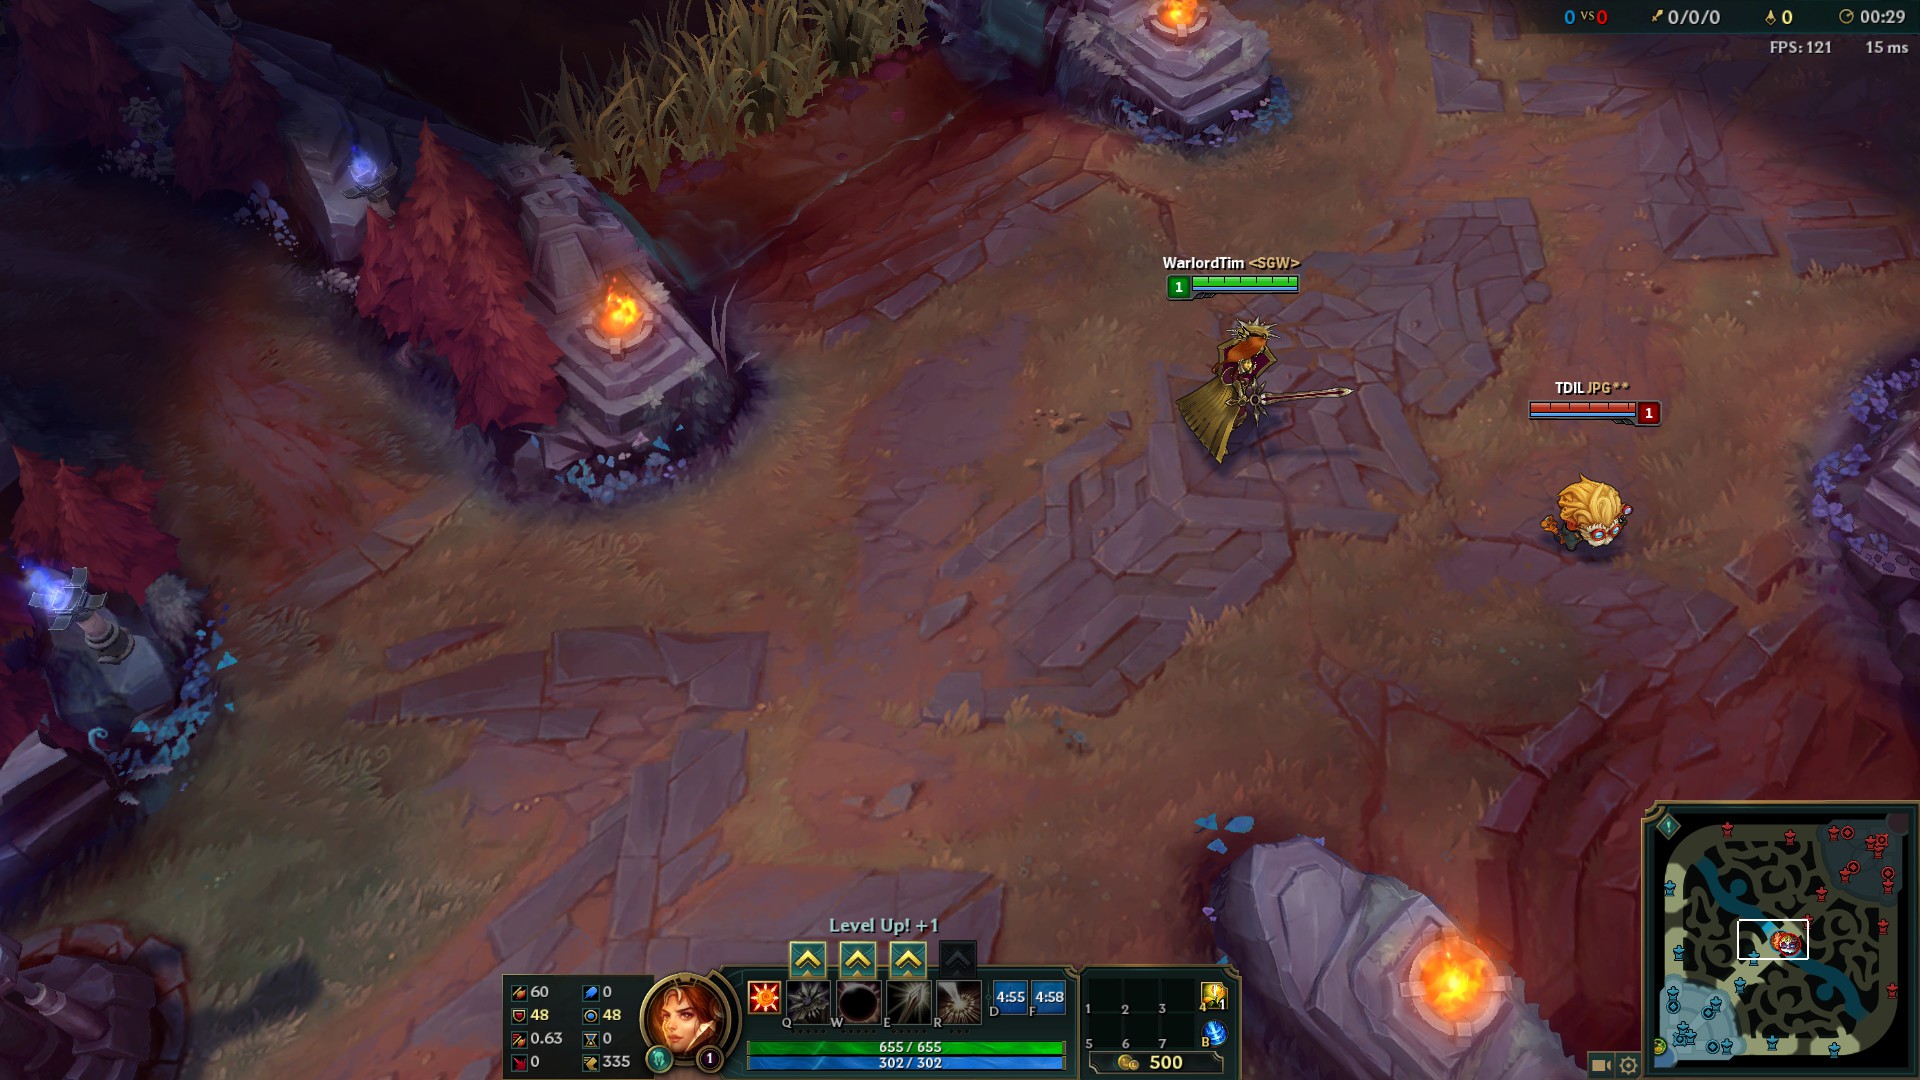 0 VS 0 0/0/0 0 00:29
FPS: 121 15 ms
WarlordTim <SGW>
1
TDIL JPG**
1
Level Up! +1
60 0
48 48
0.63 0
0 335
1
Q W E R
4:55 4:58
D F
655 / 655
302 / 302
1 2 3 4 1
5 6 7 B
500